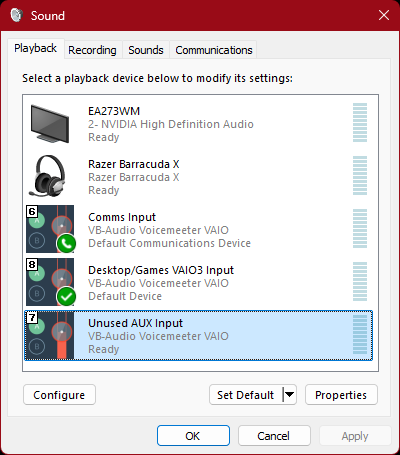 Sound
Playback
Recording
Sounds
Communications
Select a playback device below to modify its settings:
EA273WM
2- NVIDIA High Definition Audio
Ready
Razer Barracuda X
Razer Barracuda X
Ready
6
A
B
Comms Input
VB-Audio Voicemeeter VAIO
Default Communications Device
8
A
B
Desktop/Games VAIO3 Input
VB-Audio Voicemeeter VAIO
Default Device
7
A
B
Unused AUX Input
VB-Audio Voicemeeter VAIO
Ready
Configure
Set Default
Properties
OK
Cancel
Apply